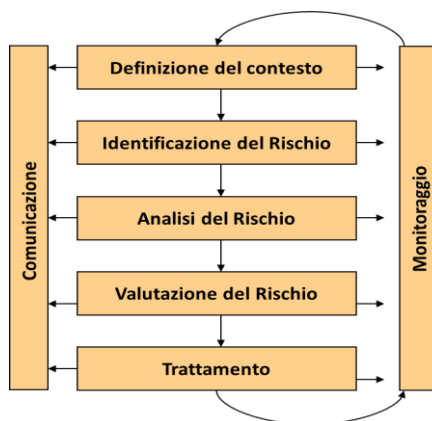 Definizione del contesto
Identificazione del Rischio
Analisi del Rischio
Valutazione del Rischio
Trattamento
Comunicazione
Monitoraggio